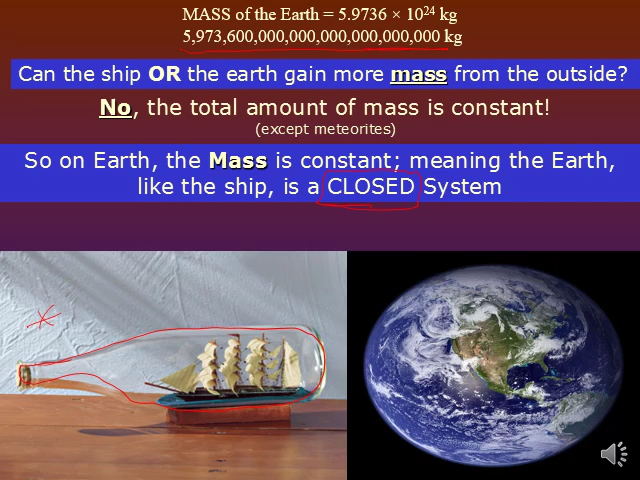 MASS of the Earth = 5.9736 × 10²⁴ kg
5,973,600,000,000,000,000,000,000 kg
Can the ship OR the earth gain more mass from the outside?
No, the total amount of mass is constant!
(except meteorites)
So on Earth, the Mass is constant; meaning the Earth,
like the ship, is a CLOSED System